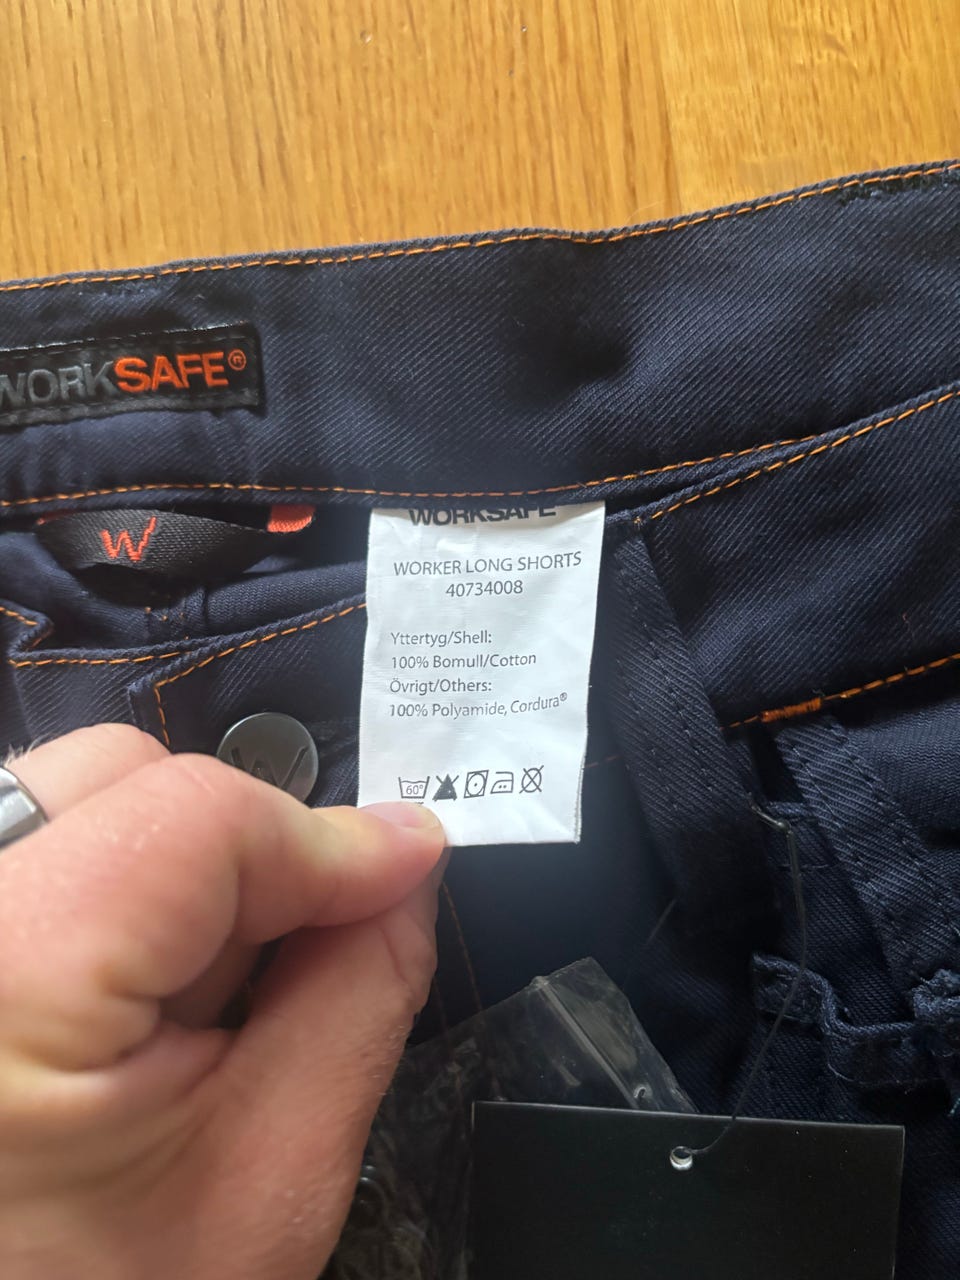 WORKSAFE®
W
WORKSAFE
WORKER LONG SHORTS
40734008
Yttertyg/Shell:
100% Bomull/Cotton
Övrigt/Others:
100% Polyamide, Cordura®
60°
W